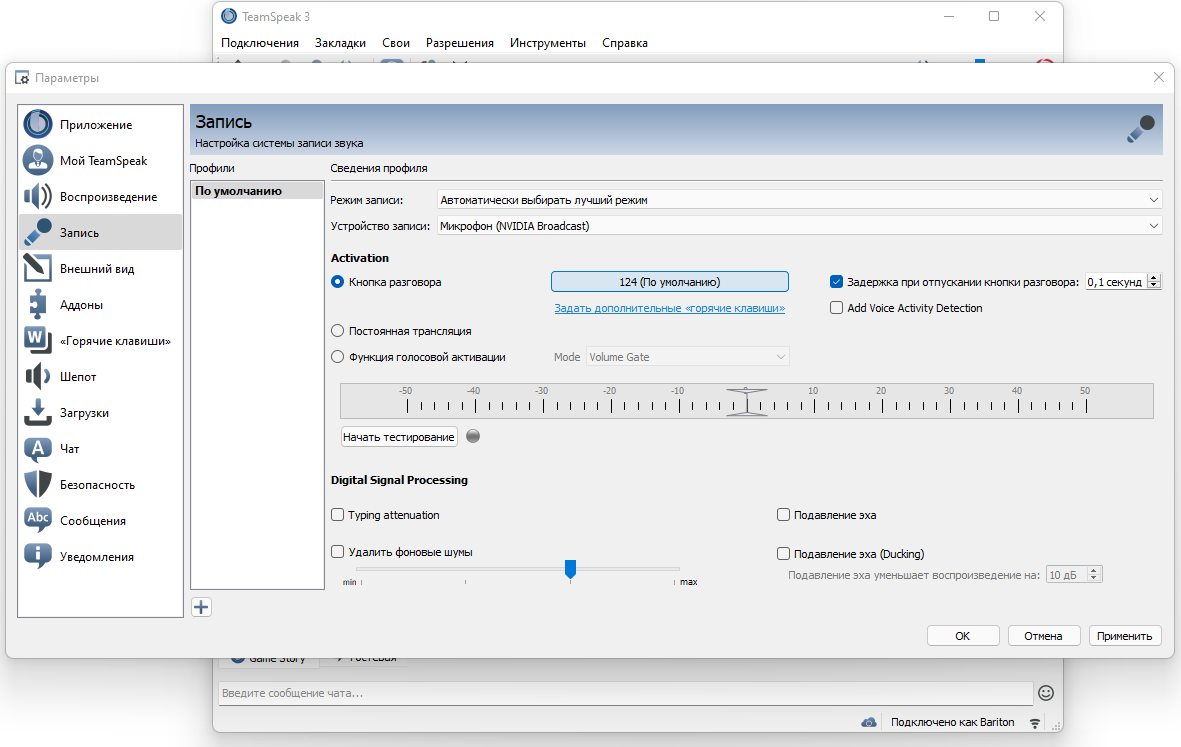 TeamSpeak 3
Подключения Закладки Свои Разрешения Инструменты Справка
Параметры
Приложение
Мой TeamSpeak
Воспроизведение
Запись
Внешний вид
Аддоны
«Горячие клавиши»
Шепот
Загрузки
Чат
Безопасность
Сообщения
Уведомления
Запись
Настройка системы записи звука
Профили
По умолчанию
Сведения профиля
Режим записи: Автоматически выбирать лучший режим
Устройство записи: Микрофон (NVIDIA Broadcast)
Activation
Кнопка разговора 124 (По умолчанию) Задержка при отпускании кнопки разговора: 0,1 секунд
Задать дополнительные «горячие клавиши» Add Voice Activity Detection
Постоянная трансляция
Функция голосовой активации Mode Volume Gate
-50 -40 -30 -20 -10 0 10 20 30 40 50
Начать тестирование
Digital Signal Processing
Typing attenuation Подавление эха
Удалить фоновые шумы Подавление эха (Ducking)
min max Подавление эха уменьшает воспроизведение на: 10 дБ
OK Отмена Применить
Game Story Гостевая
Введите сообщение чата...
Подключено как Bariton